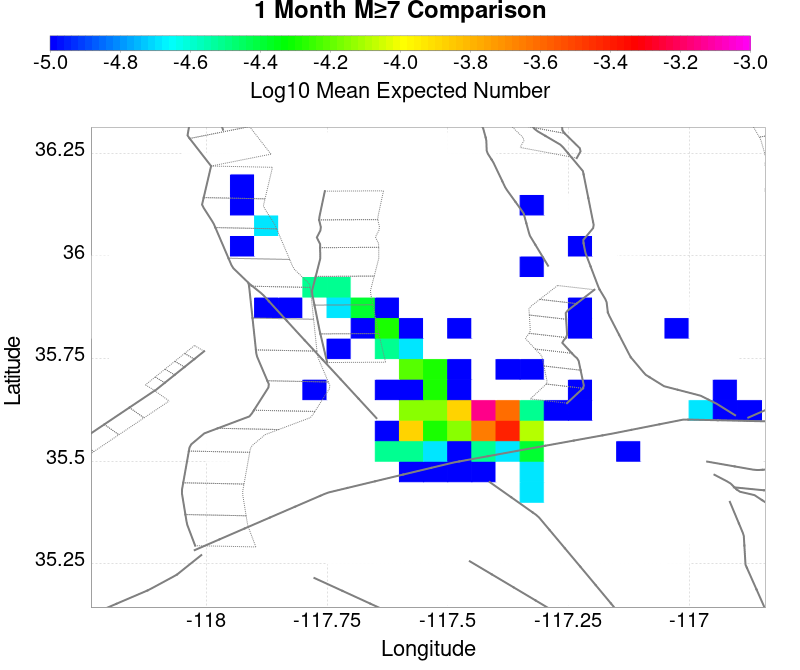 1 Month M≥7 Comparison
-5.0 -4.8 -4.6 -4.4 -4.2 -4.0 -3.8 -3.6 -3.4 -3.2 -3.0
Log10 Mean Expected Number
36.25
36
35.75
35.5
35.25
Latitude
-118 -117.75 -117.5 -117.25 -117
Longitude